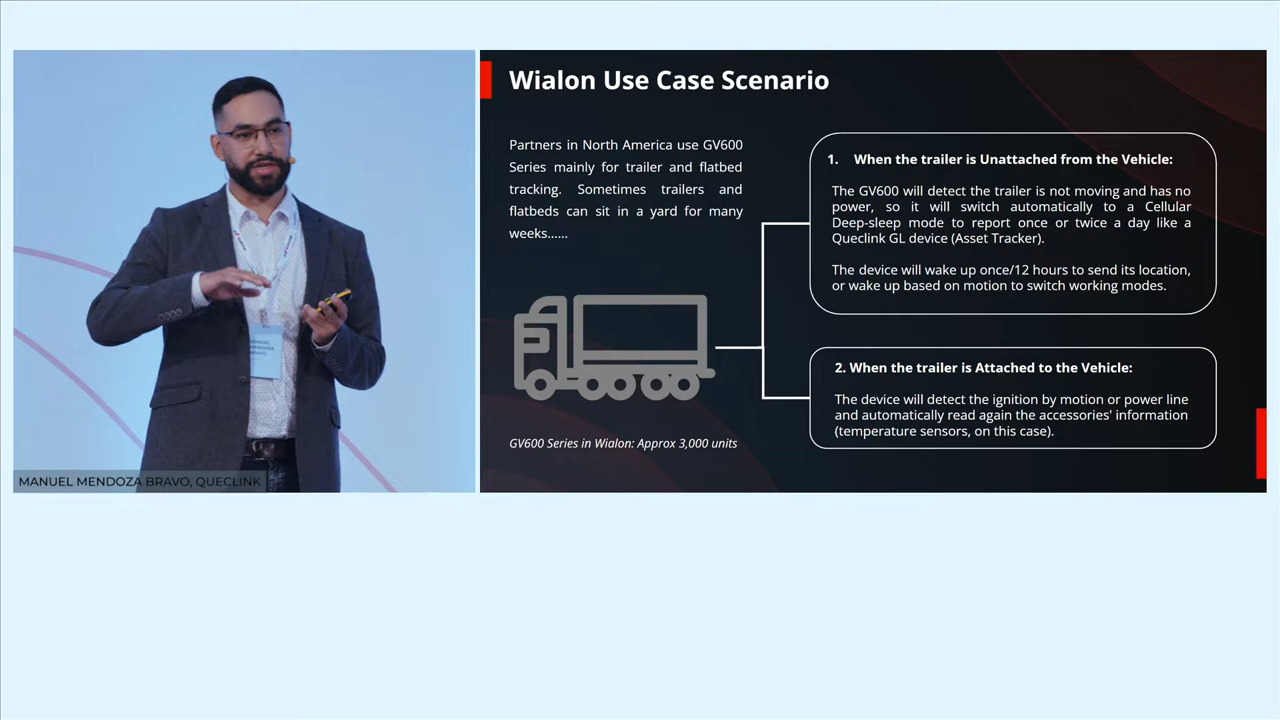 MANUEL
MENDOZA
BRAVO
MANUEL MENDOZA BRAVO, QUECLINK
Wialon Use Case Scenario
Partners in North America use GV600
Series mainly for trailer and flatbed
tracking. Sometimes trailers and
flatbeds can sit in a yard for many
weeks......
GV600 Series in Wialon: Approx 3,000 units
1. When the trailer is Unattached from the Vehicle:
The GV600 will detect the trailer is not moving and has no
power, so it will switch automatically to a Cellular
Deep-sleep mode to report once or twice a day like a
Queclink GL device (Asset Tracker).
The device will wake up once/12 hours to send its location,
or wake up based on motion to switch working modes.
2. When the trailer is Attached to the Vehicle:
The device will detect the ignition by motion or power line
and automatically read again the accessories' information
(temperature sensors, on this case).